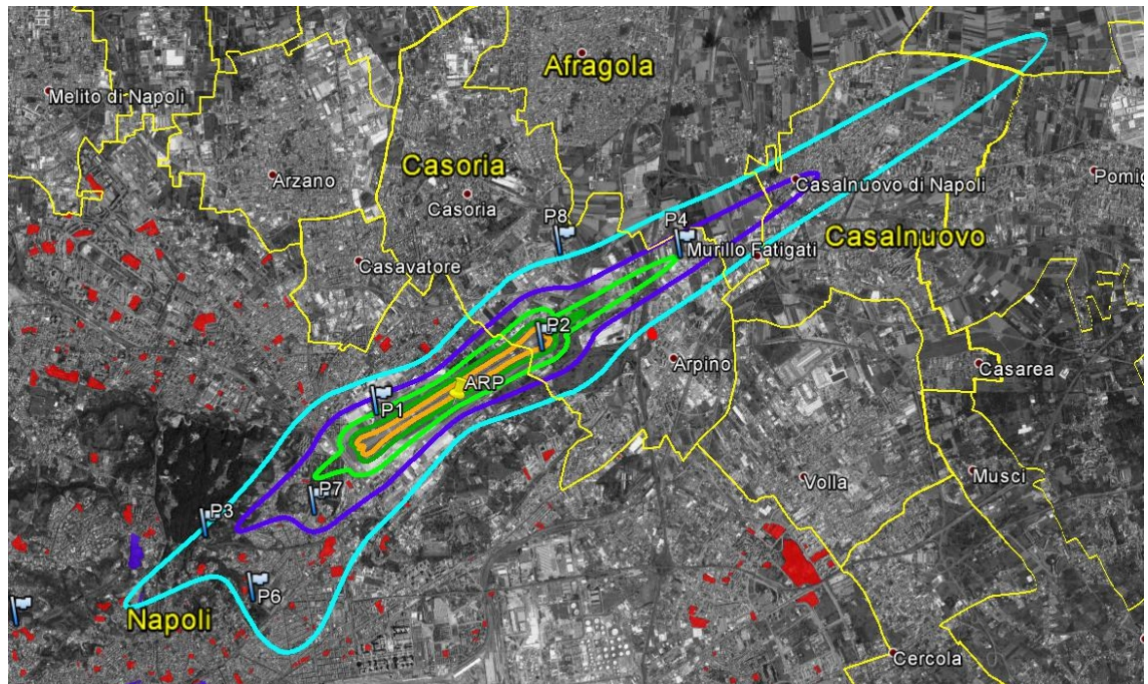 Afragola
Melito di Napoli
Casoria
Arzano
Casoria
Casalnuovo di Napoli
Pomig
P8
P4
Murillo Fatigati
Casalnuovo
Casavatore
P2
Arpino
Casarea
ARP
P1
P7
Volla
Musci
P3
P6
Napoli
Cercola